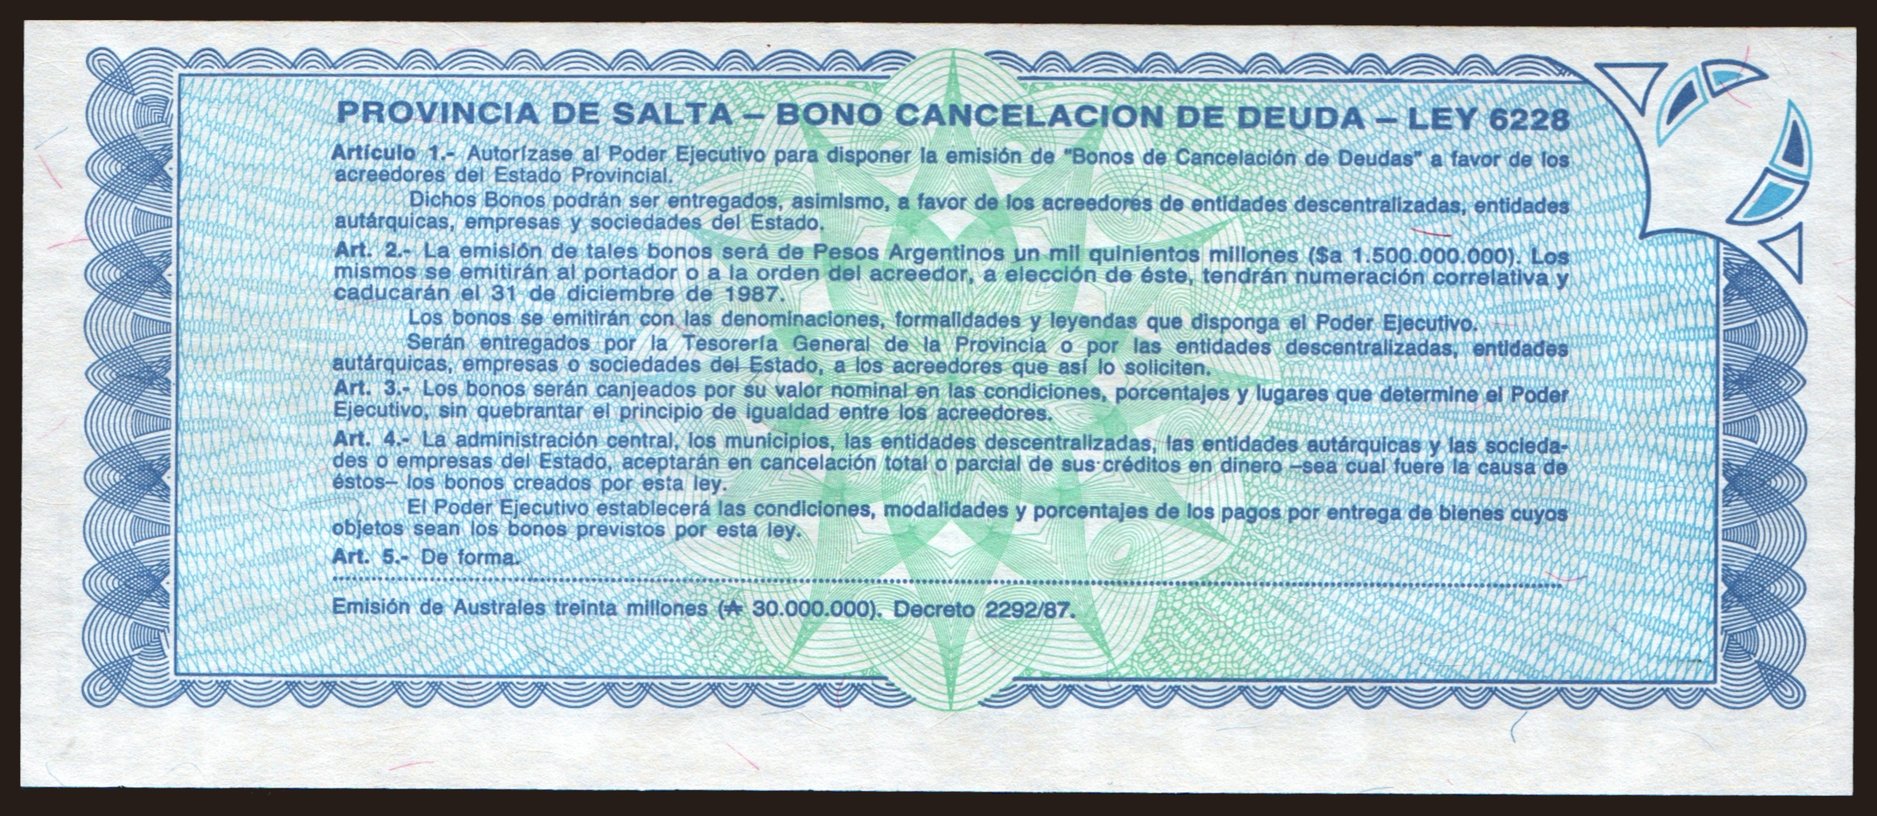 PROVINCIA DE SALTA – BONO CANCELACION DE DEUDA – LEY 6228
Artículo 1.- Autorízase al Poder Ejecutivo para disponer la emisión de "Bonos de Cancelación de Deudas" a favor de los
acreedores del Estado Provincial.
Dichos Bonos podrán ser entregados, asimismo, a favor de los acreedores de entidades descentralizadas, entidades
autárquicas, empresas y sociedades del Estado.
Art. 2.- La emisión de tales bonos será de Pesos Argentinos un mil quinientos millones ($a 1.500.000.000). Los
mismos se emitirán al portador o a la orden del acreedor, a elección de éste, tendrán numeración correlativa y
caducarán el 31 de diciembre de 1987.
Los bonos se emitirán con las denominaciones, formalidades y leyendas que disponga el Poder Ejecutivo.
Serán entregados por la Tesorería General de la Provincia o por las entidades descentralizadas, entidades
autárquicas, empresas o sociedades del Estado, a los acreedores que así lo soliciten.
Art. 3.- Los bonos serán canjeados por su valor nominal en las condiciones, porcentajes y lugares que determine el Poder
Ejecutivo, sin quebrantar el principio de igualdad entre los acreedores.
Art. 4.- La administración central, los municipios, las entidades descentralizadas, las entidades autárquicas y las socieda-
des o empresas del Estado, aceptarán en cancelación total o parcial de sus créditos en dinero –sea cual fuere la causa de
éstos– los bonos creados por esta ley.
El Poder Ejecutivo establecerá las condiciones, modalidades y porcentajes de los pagos por entrega de bienes cuyos
objetos sean los bonos previstos por esta ley.
Art. 5.- De forma.
Emisión de Australes treinta millones (₳ 30.000.000). Decreto 2292/87.